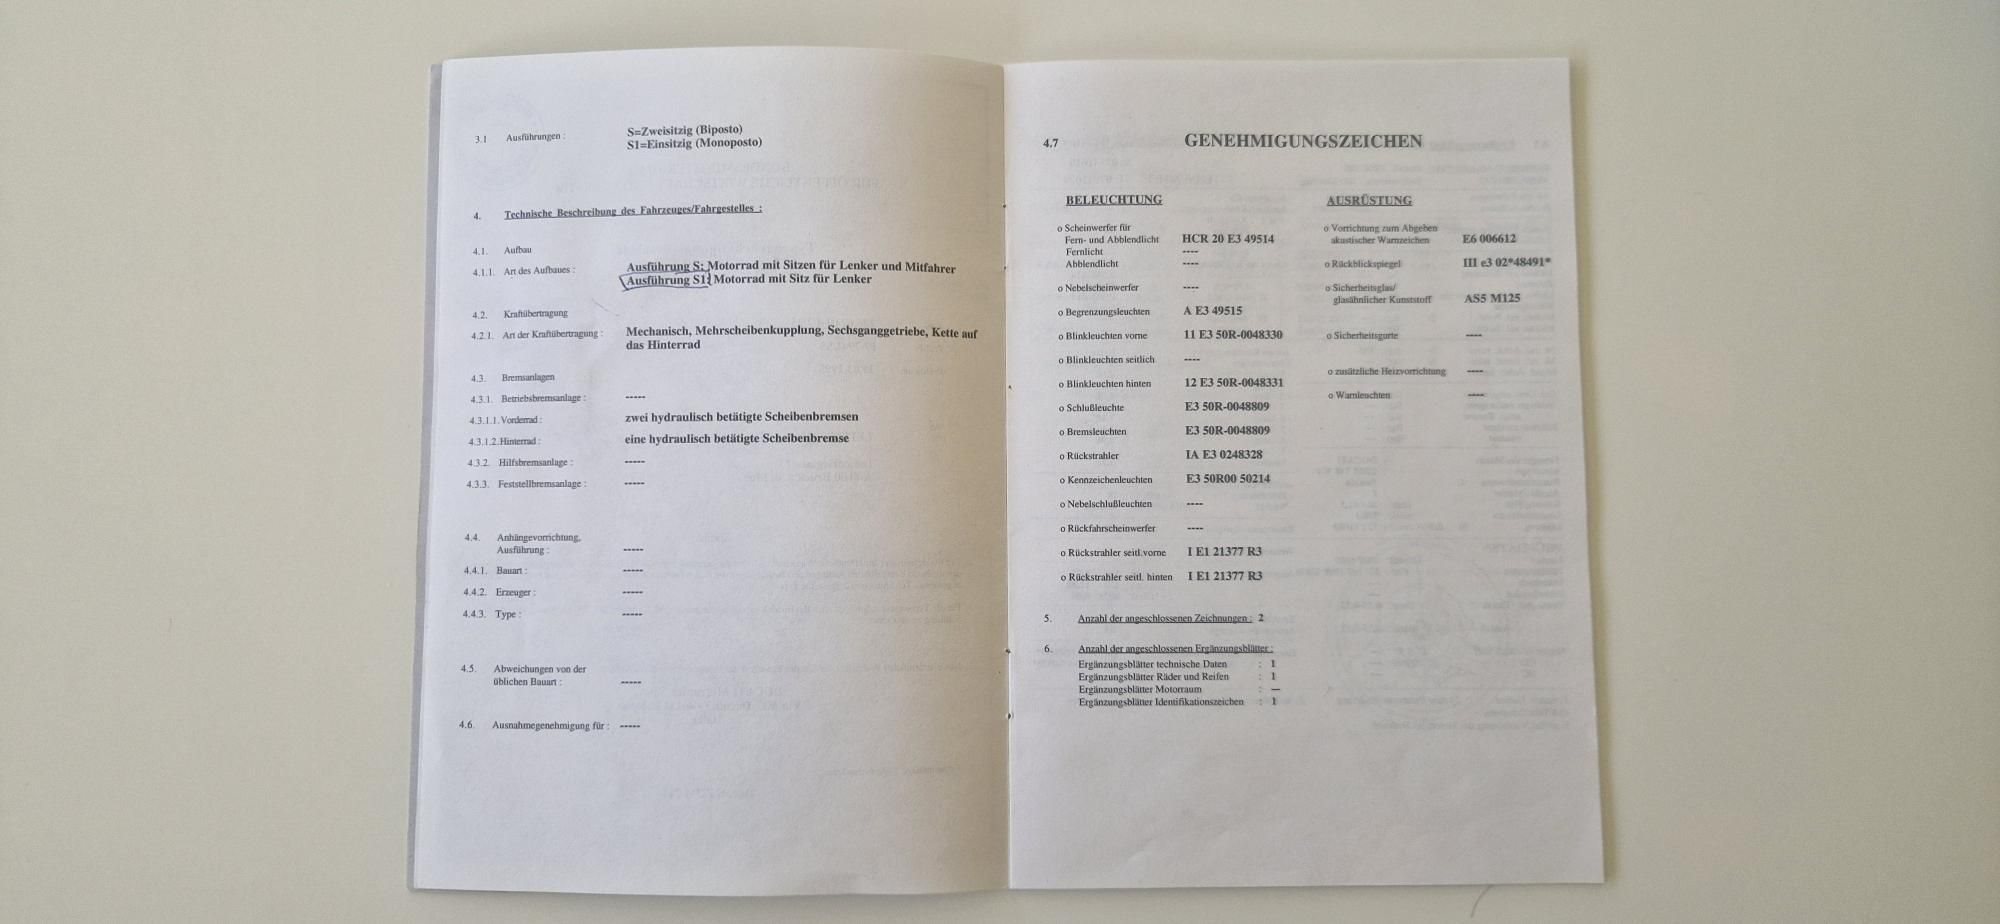 3.1 Ausführungen : S=Zweisitzig (Biposto)
S1=Einsitzig (Monoposto)
4. Technische Beschreibung des Fahrzeuges/Fahrgestelles :
4.1. Aufbau
4.1.1. Art des Aufbaues : Ausführung S: Motorrad mit Sitzen für Lenker und Mitfahrer
Ausführung S1: Motorrad mit Sitz für Lenker
4.2. Kraftübertragung
4.2.1. Art der Kraftübertragung : Mechanisch, Mehrscheibenkupplung, Sechsganggetriebe, Kette auf
das Hinterrad
4.3. Bremsanlagen
4.3.1. Betriebsbremsanlage : -----
4.3.1.1. Vorderrad : zwei hydraulisch betätigte Scheibenbremsen
4.3.1.2. Hinterrad : eine hydraulisch betätigte Scheibenbremse
4.3.2. Hilfsbremsanlage : -----
4.3.3. Feststellbremsanlage : -----
4.4. Anhängevorrichtung,
Ausführung : -----
4.4.1. Bauart : -----
4.4.2. Erzeuger : -----
4.4.3. Type : -----
4.5. Abweichungen von der
üblichen Bauart : -----
4.6. Ausnahmegenehmigung für : -----
4.7 GENEHMIGUNGSZEICHEN
BELEUCHTUNG
o Scheinwerfer für
Fern- und Abblendlicht HCR 20 E3 49514
Fernlicht ----
Abblendlicht ----
o Nebelscheinwerfer ----
o Begrenzungsleuchten A E3 49515
o Blinkleuchten vorne 11 E3 50R-0048330
o Blinkleuchten seitlich ----
o Blinkleuchten hinten 12 E3 50R-0048331
o Schlußleuchte E3 50R-0048809
o Bremsleuchten E3 50R-0048809
o Rückstrahler IA E3 0248328
o Kennzeichenleuchten E3 50R00 50214
o Nebelschlußleuchten ----
o Rückfahrscheinwerfer ----
o Rückstrahler seitl.vorne I E1 21377 R3
o Rückstrahler seitl. hinten I E1 21377 R3
AUSRÜSTUNG
o Vorrichtung zum Abgeben
akustischer Warnzeichen E6 006612
o Rückblickspiegel III e3 02*48491*
o Sicherheitsglas/
glasähnlicher Kunststoff AS5 M125
o Sicherheitsgurte ----
o zusätzliche Heizvorrichtung ----
o Warnleuchten ----
5. Anzahl der angeschlossenen Zeichnungen : 2
6. Anzahl der angeschlossenen Ergänzungsblätter :
Ergänzungsblätter technische Daten : 1
Ergänzungsblätter Räder und Reifen : 1
Ergänzungsblätter Motorraum : —
Ergänzungsblätter Identifikationszeichen : 1